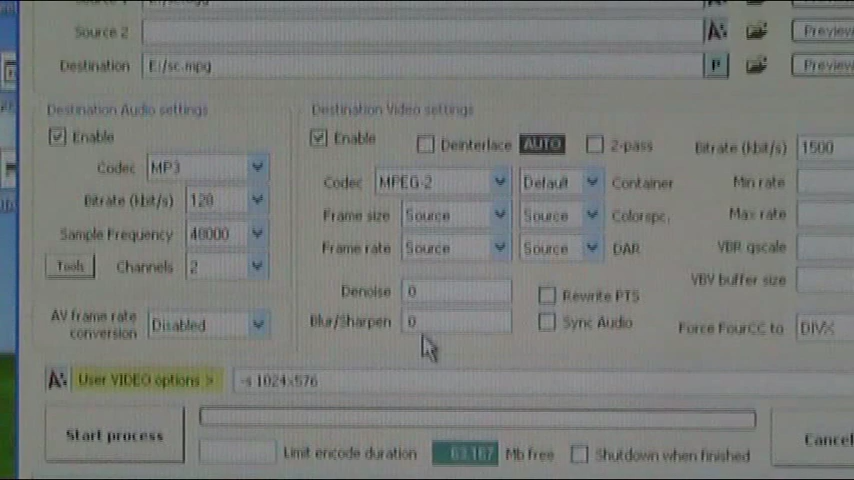 Source 2 A: Preview
Destination E:/sc.mpg P Preview
Destination Audio settings Destination Video settings
Enable Enable Deinterlace AUTO 2-pass Bitrate (kbit/s) 1500
Codec MP3 Codec MPEG-2 Default Container Min rate
Bitrate (kbit/s) 128 Frame size Source Source Colorspc. Max rate
Sample Frequency 48000 Frame rate Source Source DAR VBR qscale
Tools Channels 2 VBV buffer size
Denoise 0 Rewrite PTS
AV frame rate conversion Disabled Blur/Sharpen 0 Sync Audio Force FourCC to DIVX
A: User VIDEO options > -s 1024x576
Start process Cancel
Limit encode duration Mb free Shutdown when finished